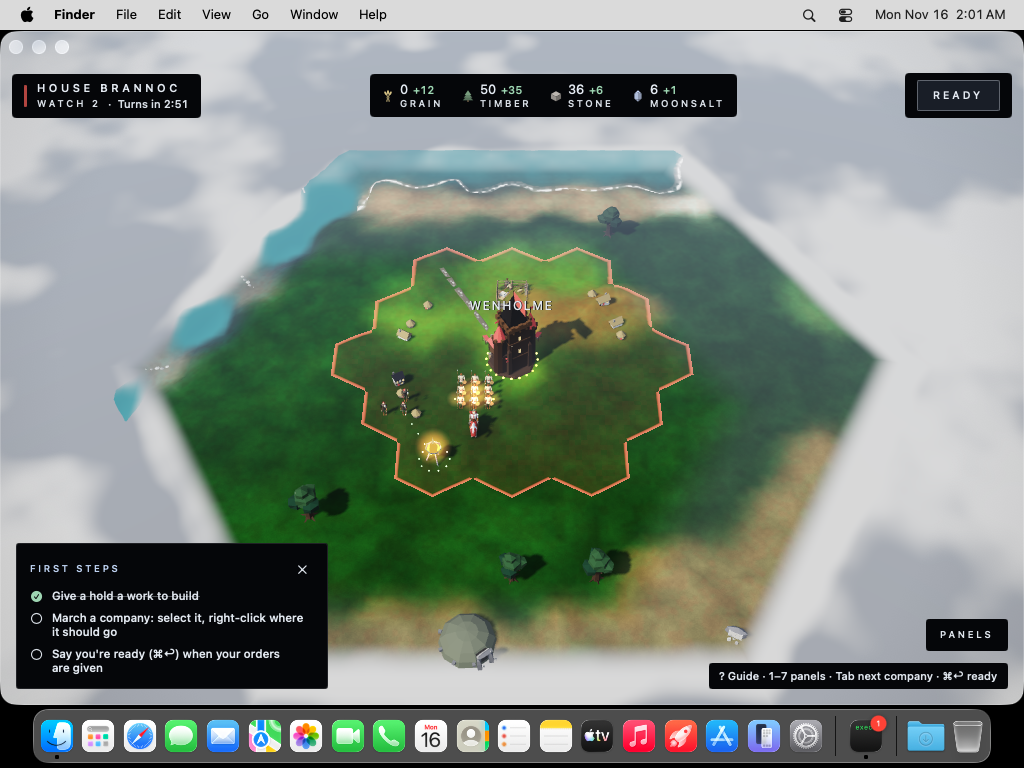 Finder File Edit View Go Window Help Mon Nov 16 2:01 AM
HOUSE BRANNOC
WATCH 2 · Turns in 2:51
0 +12 50 +35 36 +6 6 +1
GRAIN TIMBER STONE MOONSALT
READY
WENHOLME
FIRST STEPS
Give a hold a work to build
March a company: select it, right-click where
it should go
Say you're ready (⌘↩) when your orders
are given
PANELS
? Guide · 1–7 panels · Tab next company · ⌘↩ ready
Mon
16
tv
exec
1